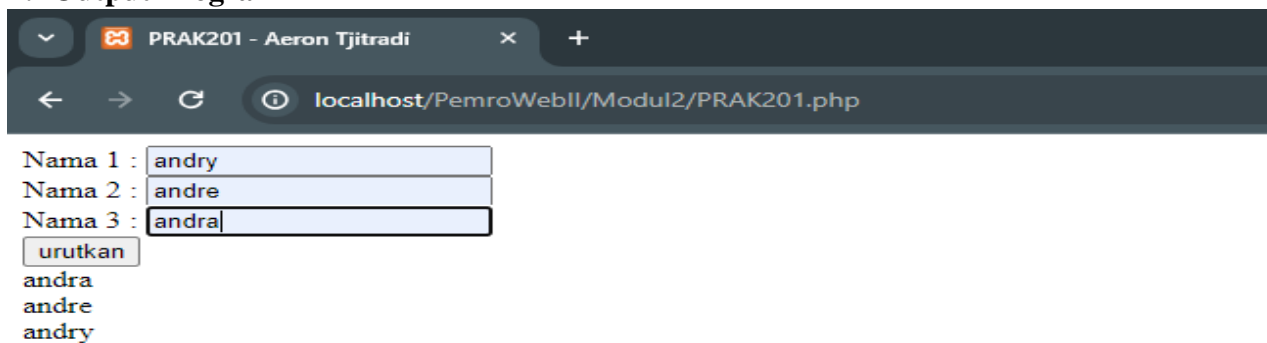 PRAK201 - Aeron Tjitradi
localhost/PemroWebII/Modul2/PRAK201.php
Nama 1 : andry
Nama 2 : andre
Nama 3 : andra
urutkan
andra
andre
andry